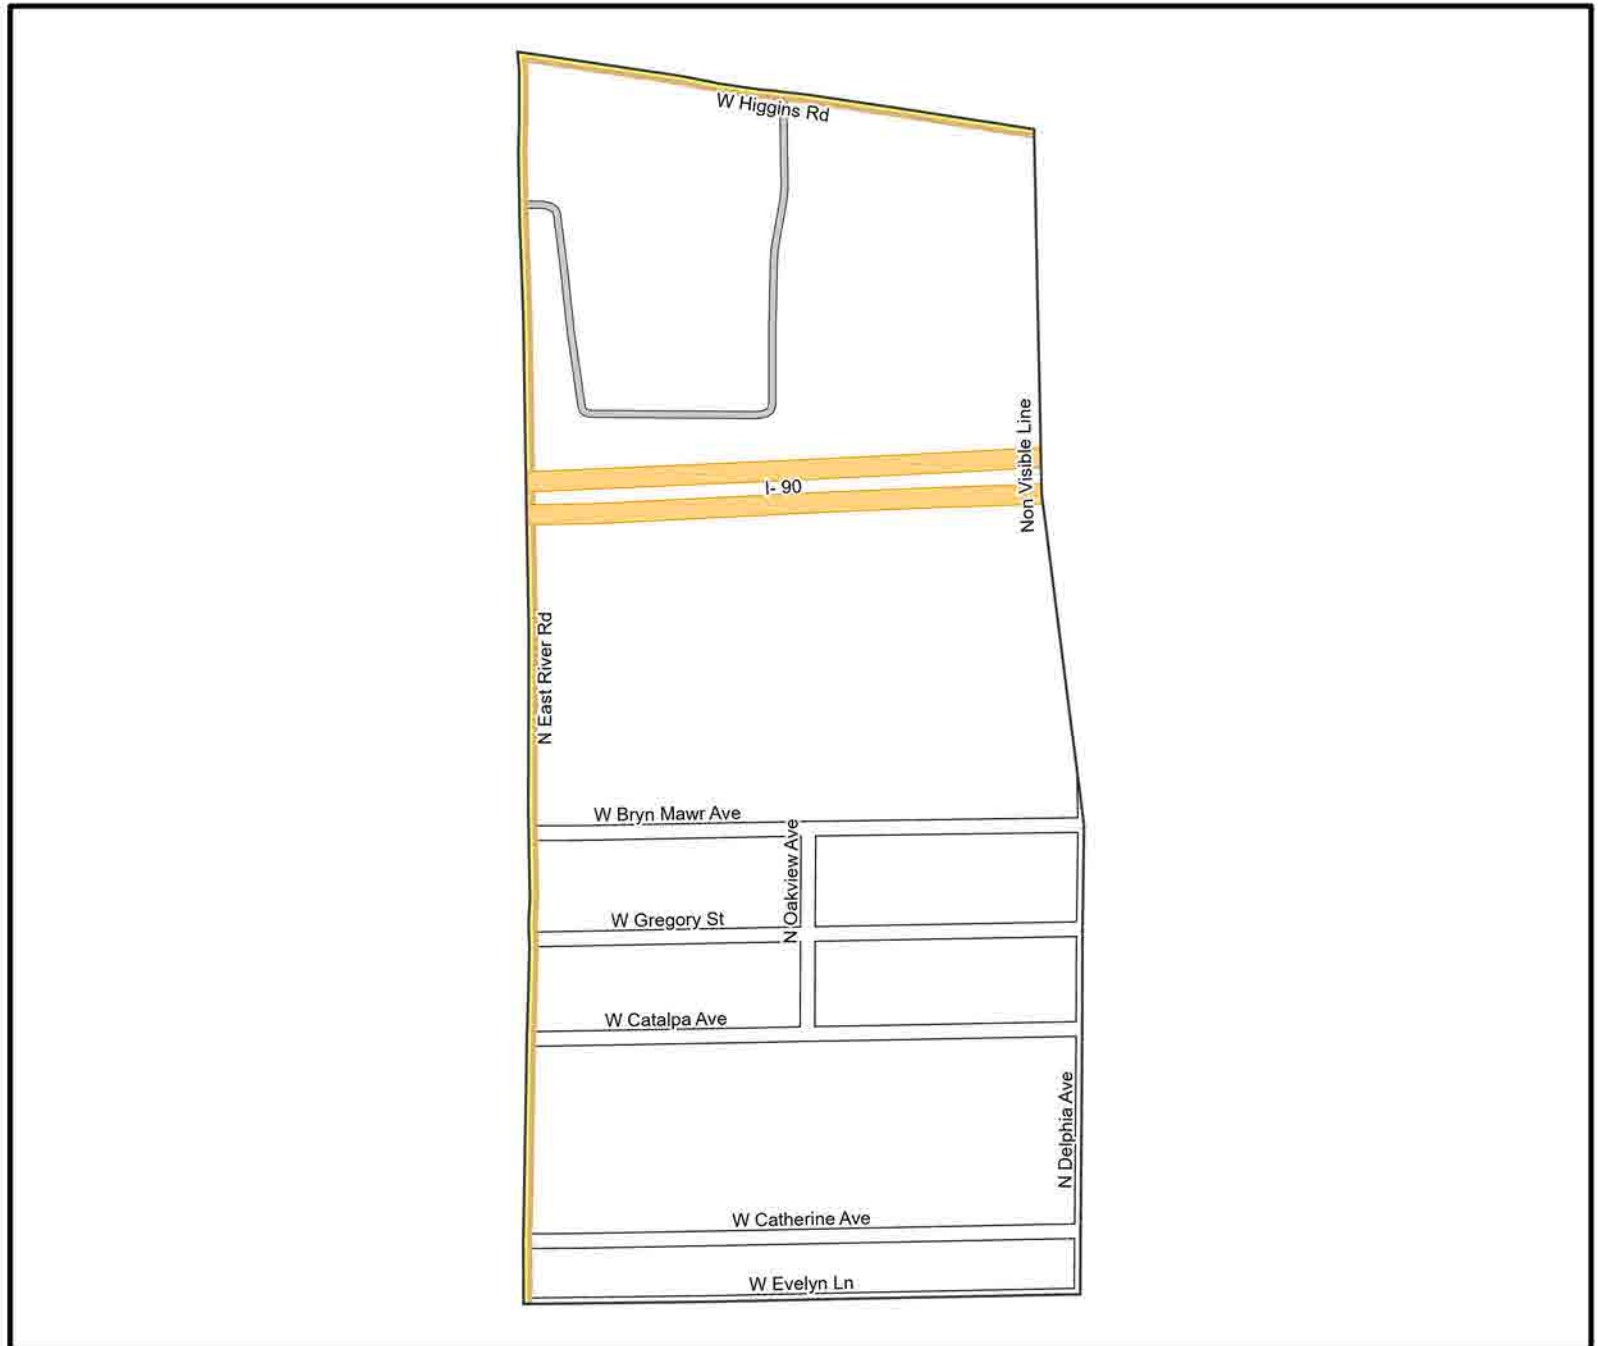 W Higgins Rd
Non Visible Line
I- 90
N East River Rd
W Bryn Mawr Ave
N Oakview Ave
W Gregory St
W Catalpa Ave
N Delphia Ave
W Catherine Ave
W Evelyn Ln